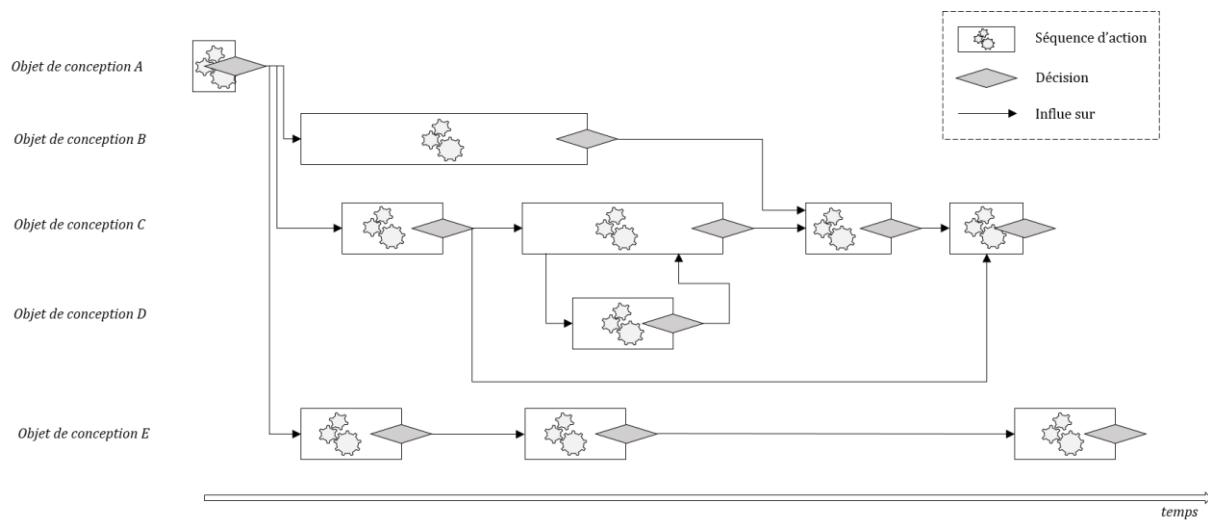 Séquence d'action
Objet de conception A
Décision
Influe sur
Objet de conception B
Objet de conception C
Objet de conception D
Objet de conception E
temps